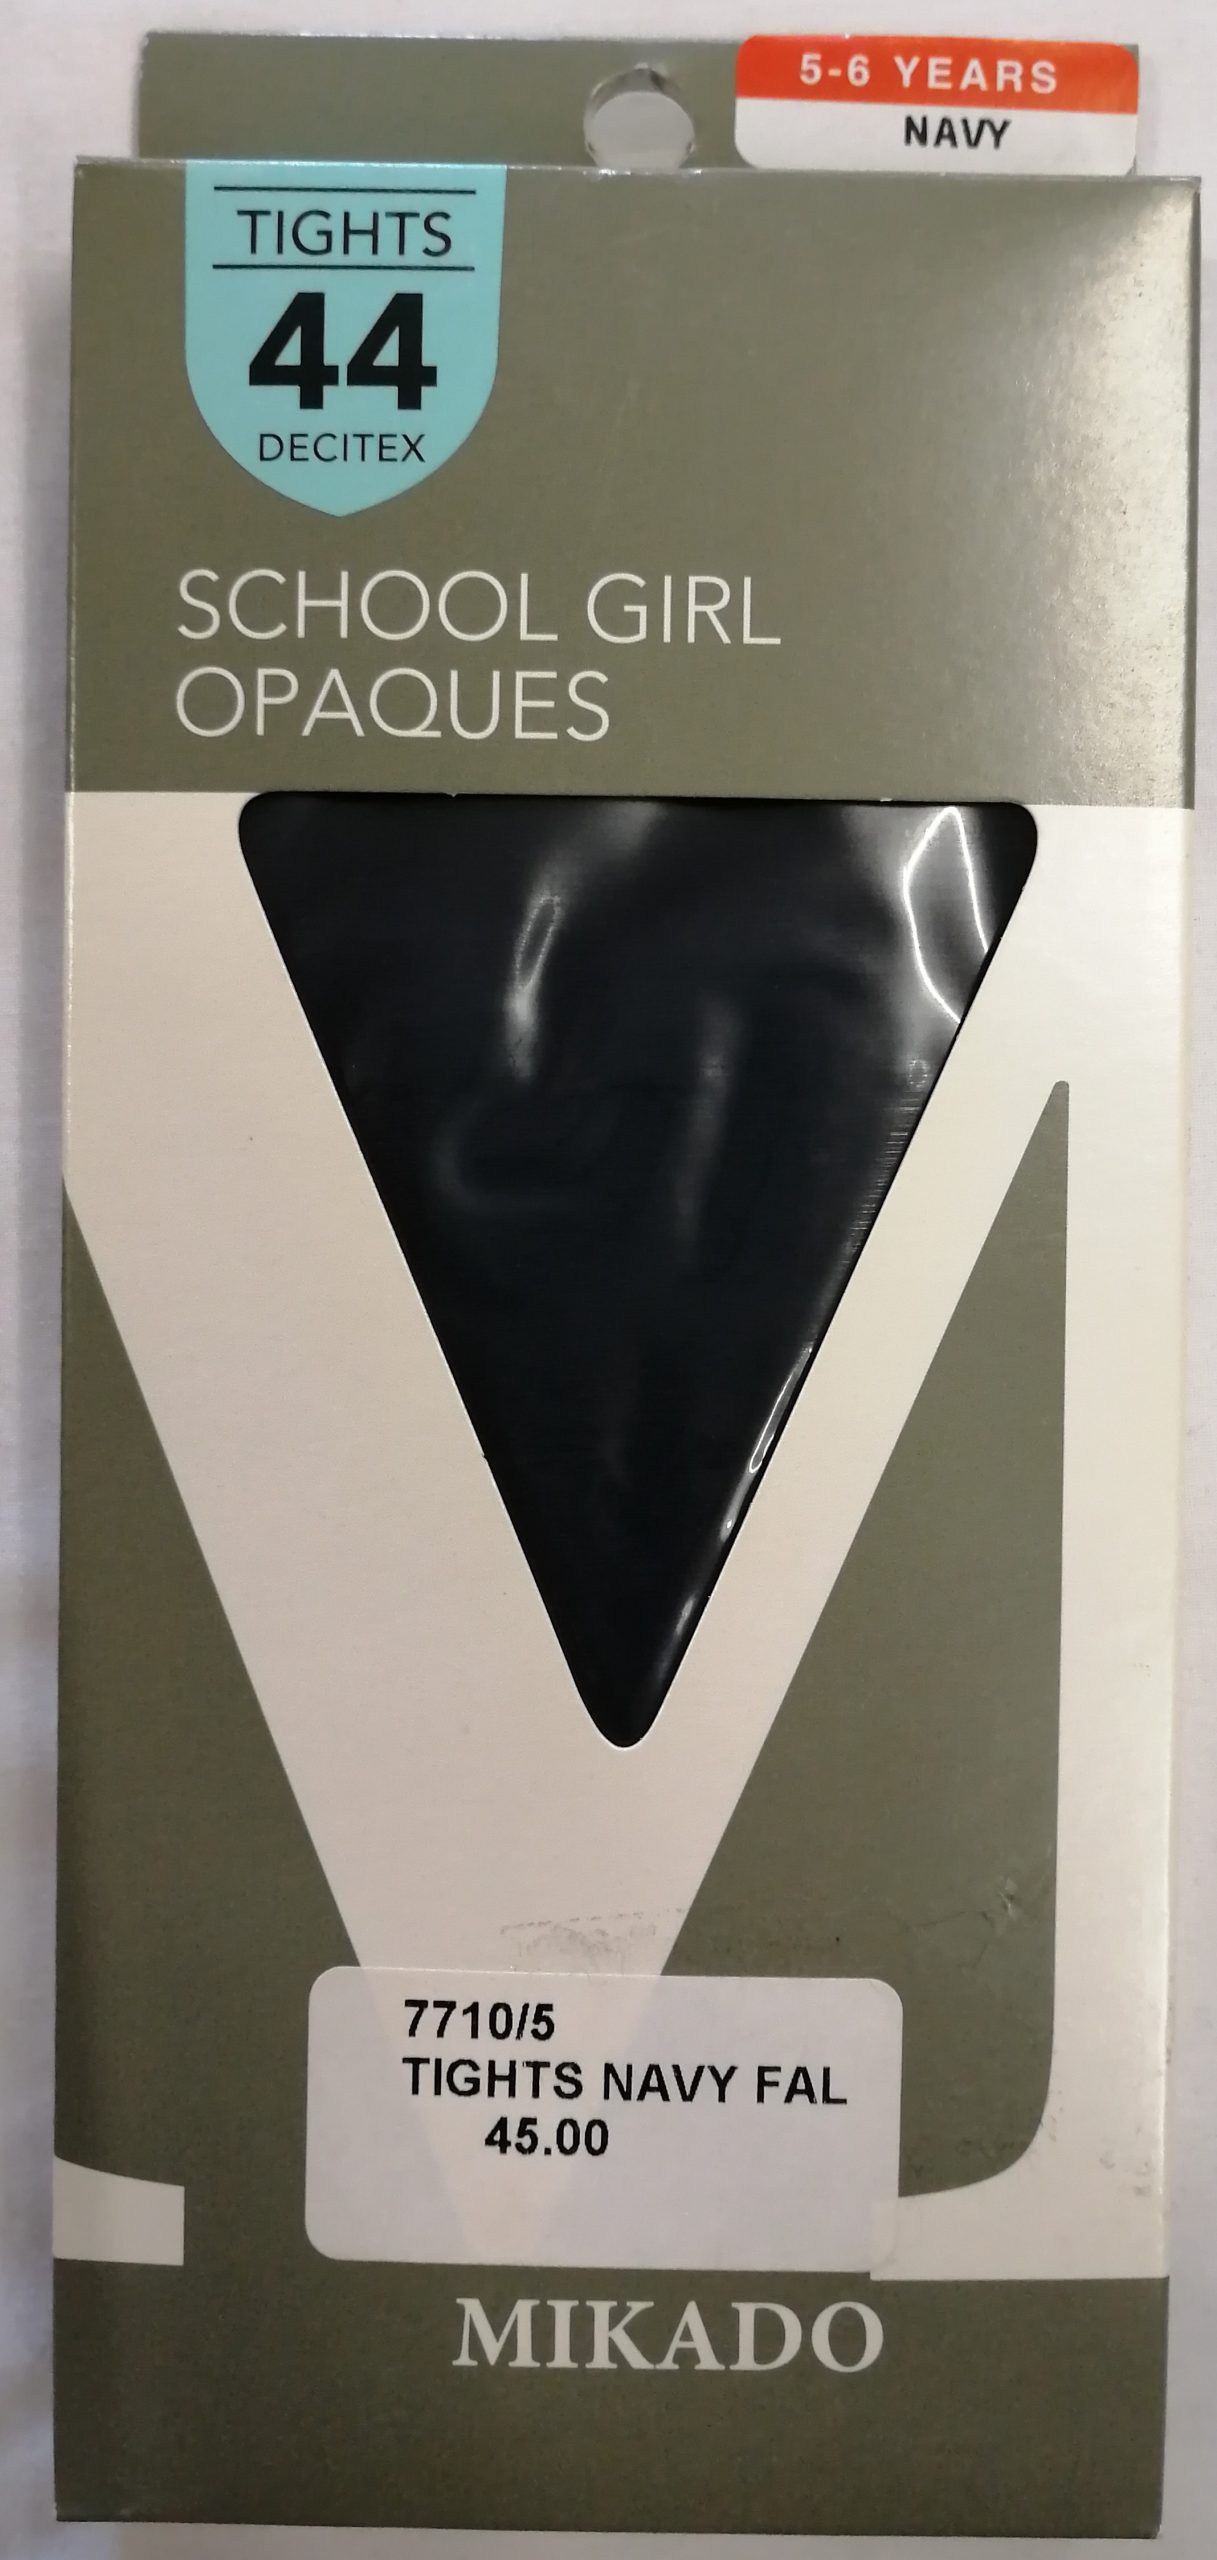 5-6 YEARS
NAVY
TIGHTS
44
DECITEX
SCHOOL GIRL
OPAQUES
7710/5
TIGHTS NAVY FAL
45.00
MIKADO